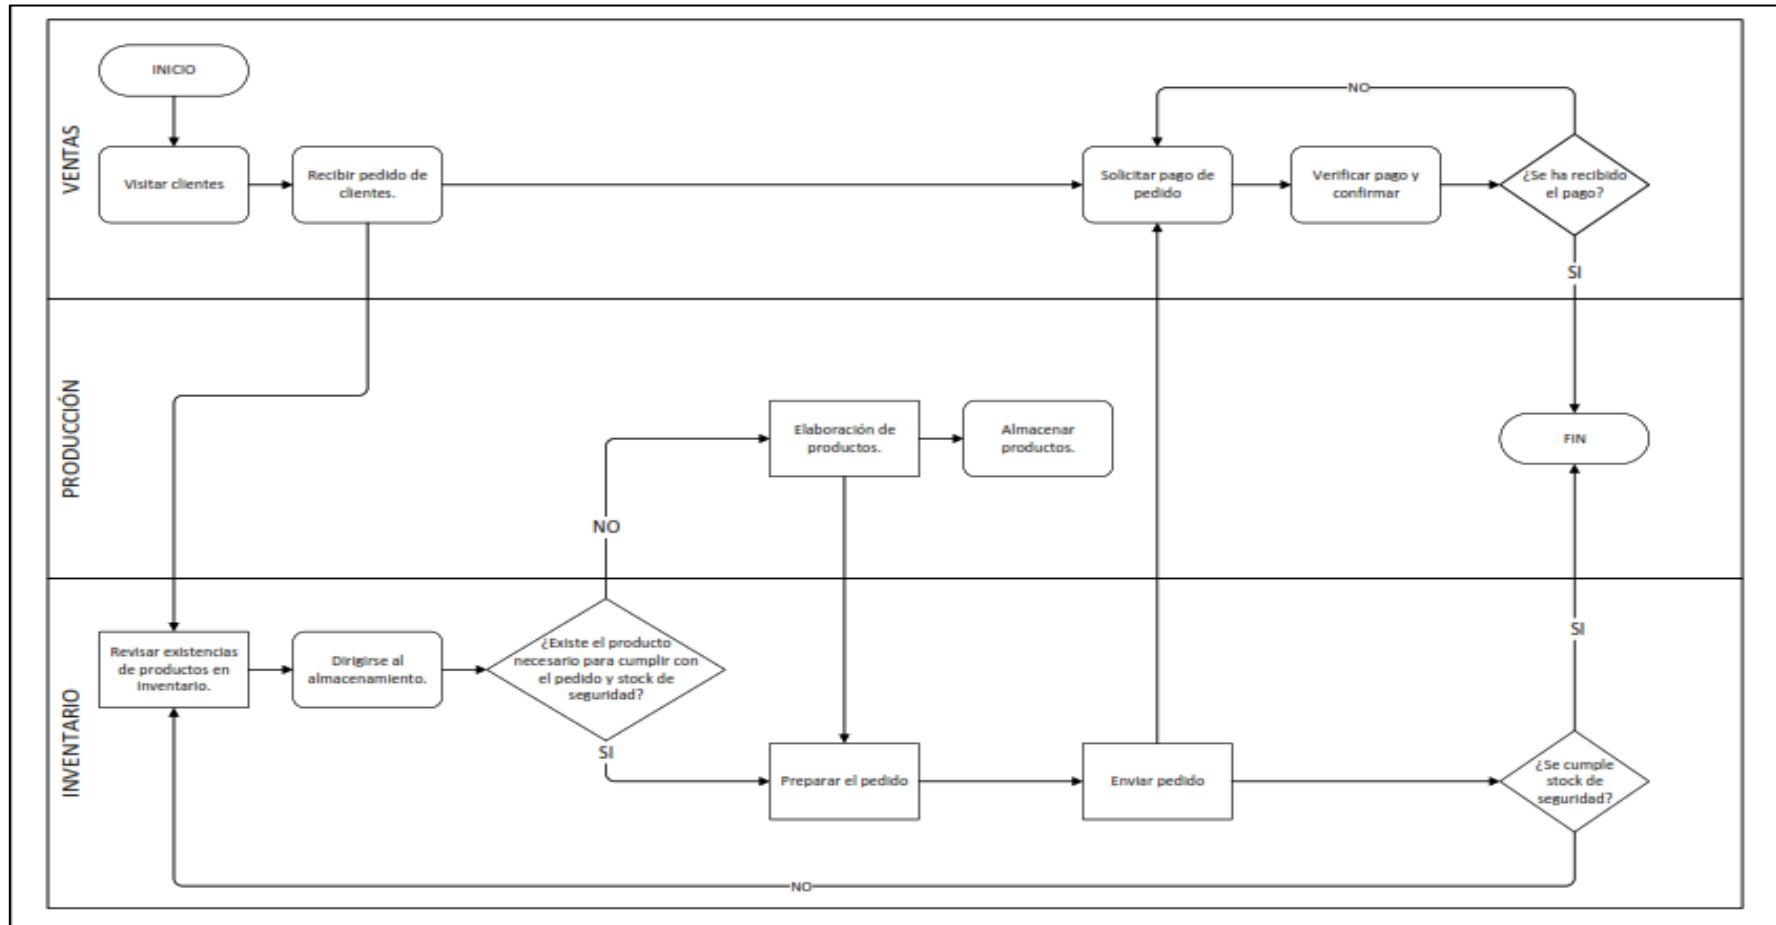 VENTAS
INICIO
Visitar clientes
Recibir pedido de
clientes.
Solicitar pago de
pedido
Verificar pago y
confirmar
¿Se ha recibido
el pago?
NO
SI
PRODUCCIÓN
Elaboración de
productos.
Almacenar
productos.
FIN
NO
INVENTARIO
Revisar existencias
de productos en
inventario.
Dirigirse al
almacenamiento.
¿Existe el producto
necesario para cumplir con
el pedido y stock de
seguridad?
SI
Preparar el pedido
Enviar pedido
¿Se cumple
stock de
seguridad?
SI
NO